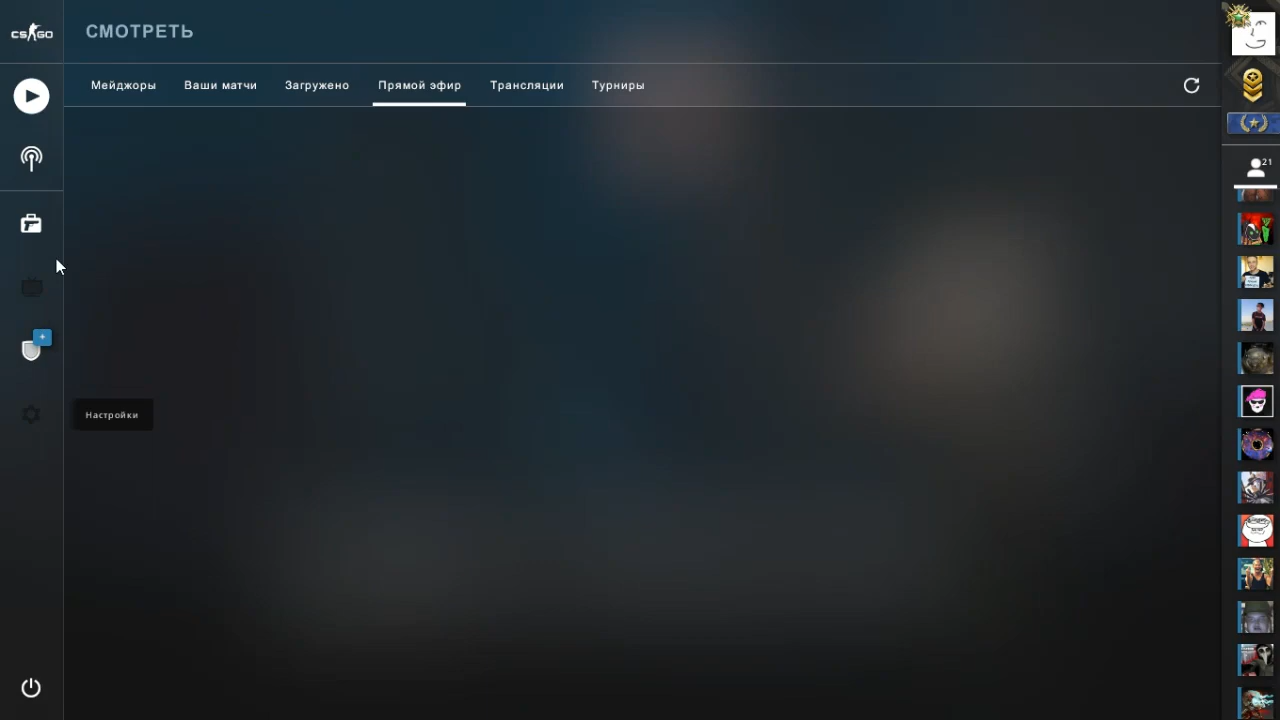 CS GO
СМОТРЕТЬ
Мейджоры Ваши матчи Загружено Прямой эфир Трансляции Турниры
21
+
Настройки